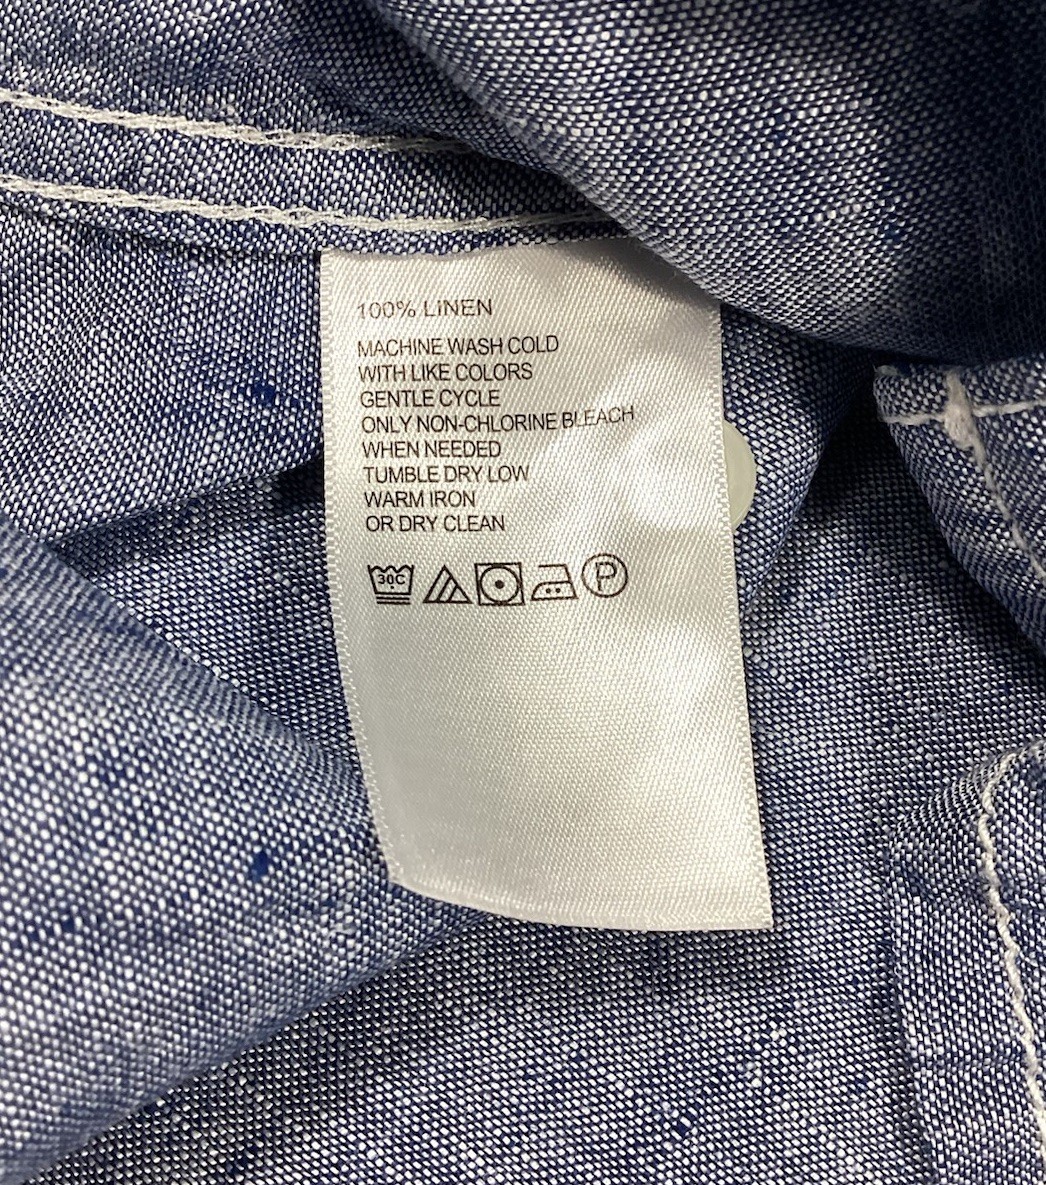 100% LINEN
MACHINE WASH COLD
WITH LIKE COLORS
GENTLE CYCLE
ONLY NON-CHLORINE BLEACH
WHEN NEEDED
TUMBLE DRY LOW
WARM IRON
OR DRY CLEAN
30C P